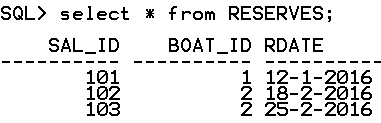 SQL> select * from RESERVES;
SAL_ID BOAT_ID RDATE
---------- ---------- ----------
101 1 12-1-2016
102 2 18-2-2016
103 2 25-2-2016